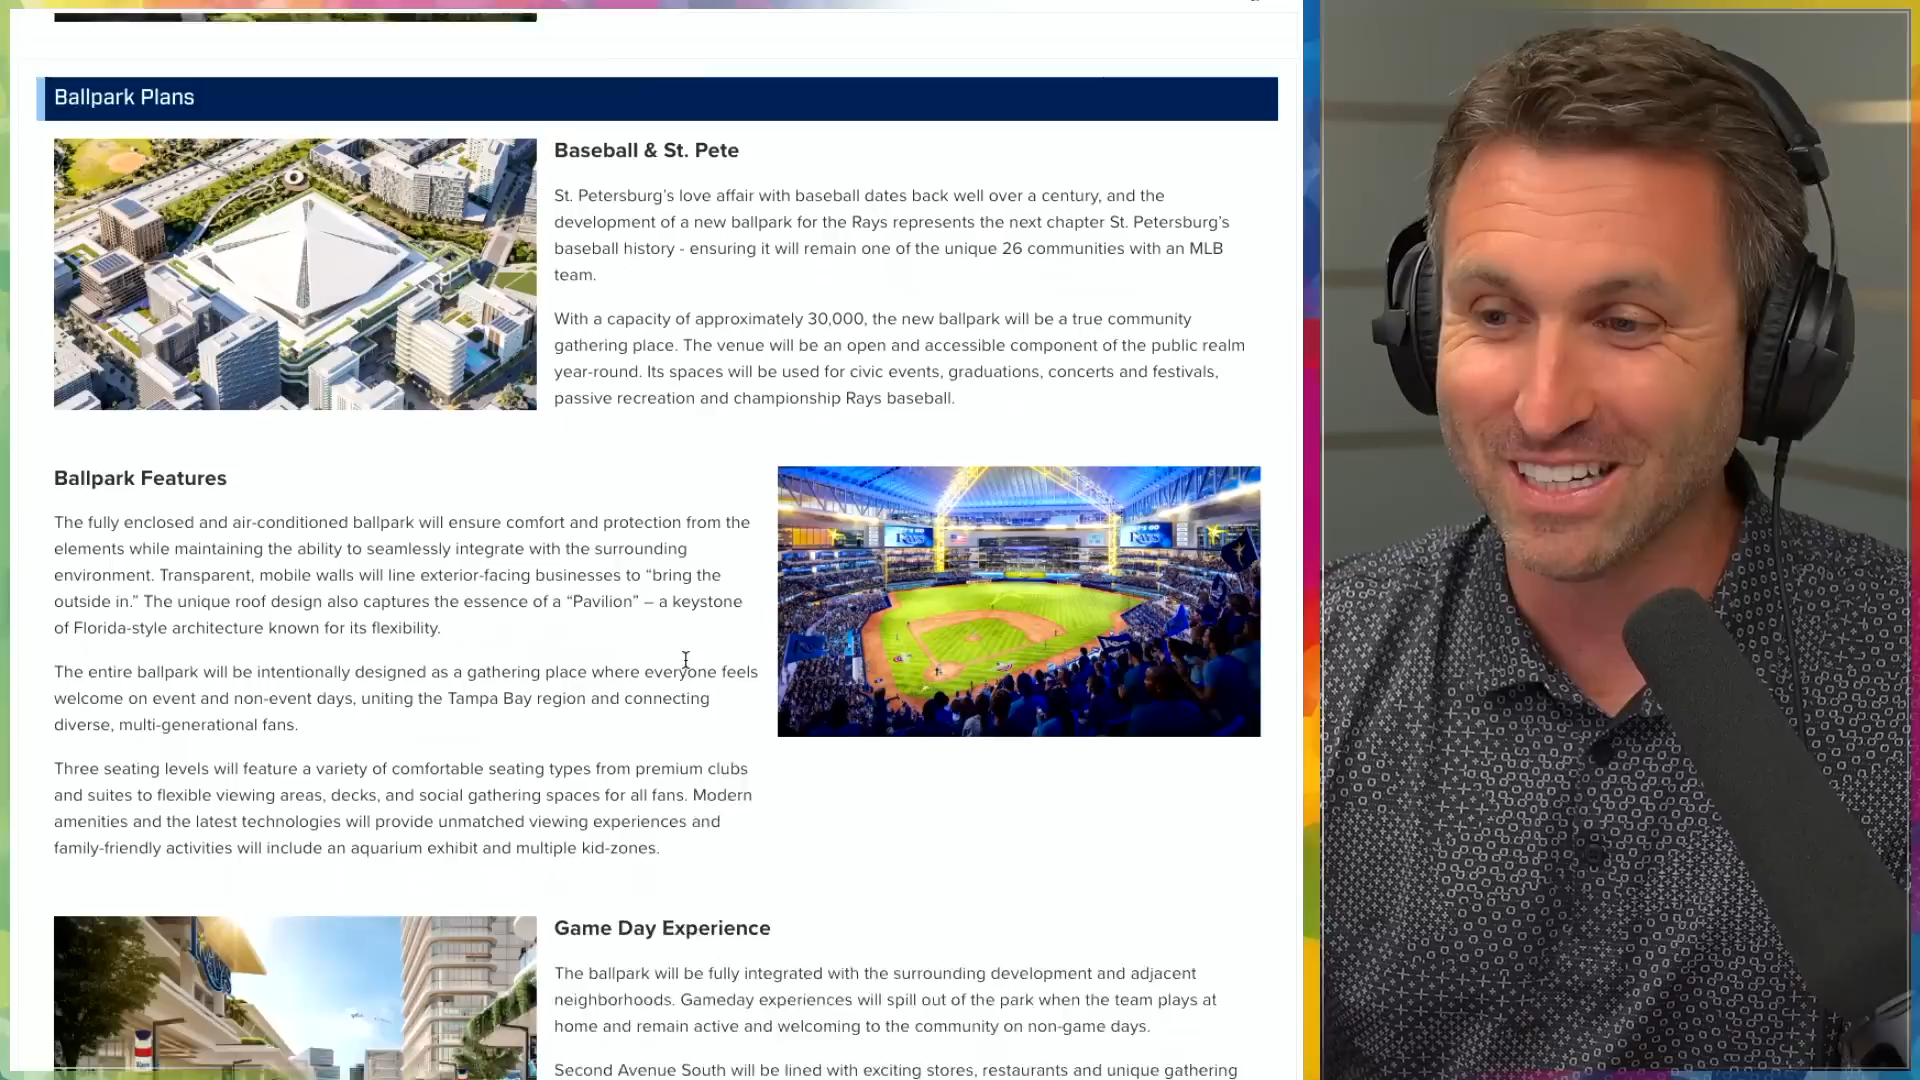 Ballpark Plans
Baseball & St. Pete
St. Petersburg’s love affair with baseball dates back well over a century, and the
development of a new ballpark for the Rays represents the next chapter St. Petersburg’s
baseball history - ensuring it will remain one of the unique 26 communities with an MLB
team.
With a capacity of approximately 30,000, the new ballpark will be a true community
gathering place. The venue will be an open and accessible component of the public realm
year-round. Its spaces will be used for civic events, graduations, concerts and festivals,
passive recreation and championship Rays baseball.
Ballpark Features
The fully enclosed and air-conditioned ballpark will ensure comfort and protection from the
elements while maintaining the ability to seamlessly integrate with the surrounding
environment. Transparent, mobile walls will line exterior-facing businesses to “bring the
outside in.” The unique roof design also captures the essence of a “Pavilion” – a keystone
of Florida-style architecture known for its flexibility.
The entire ballpark will be intentionally designed as a gathering place where everyone feels
welcome on event and non-event days, uniting the Tampa Bay region and connecting
diverse, multi-generational fans.
Three seating levels will feature a variety of comfortable seating types from premium clubs
and suites to flexible viewing areas, decks, and social gathering spaces for all fans. Modern
amenities and the latest technologies will provide unmatched viewing experiences and
family-friendly activities will include an aquarium exhibit and multiple kid-zones.
Game Day Experience
The ballpark will be fully integrated with the surrounding development and adjacent
neighborhoods. Gameday experiences will spill out of the park when the team plays at
home and remain active and welcoming to the community on non-game days.
Second Avenue South will be lined with exciting stores, restaurants and unique gathering